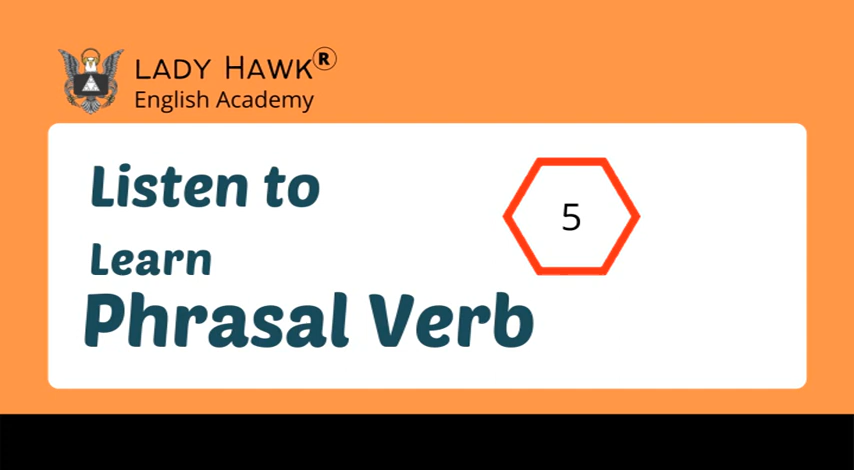 LADY HAWK®
English Academy
Listen to
5
Learn
Phrasal Verb